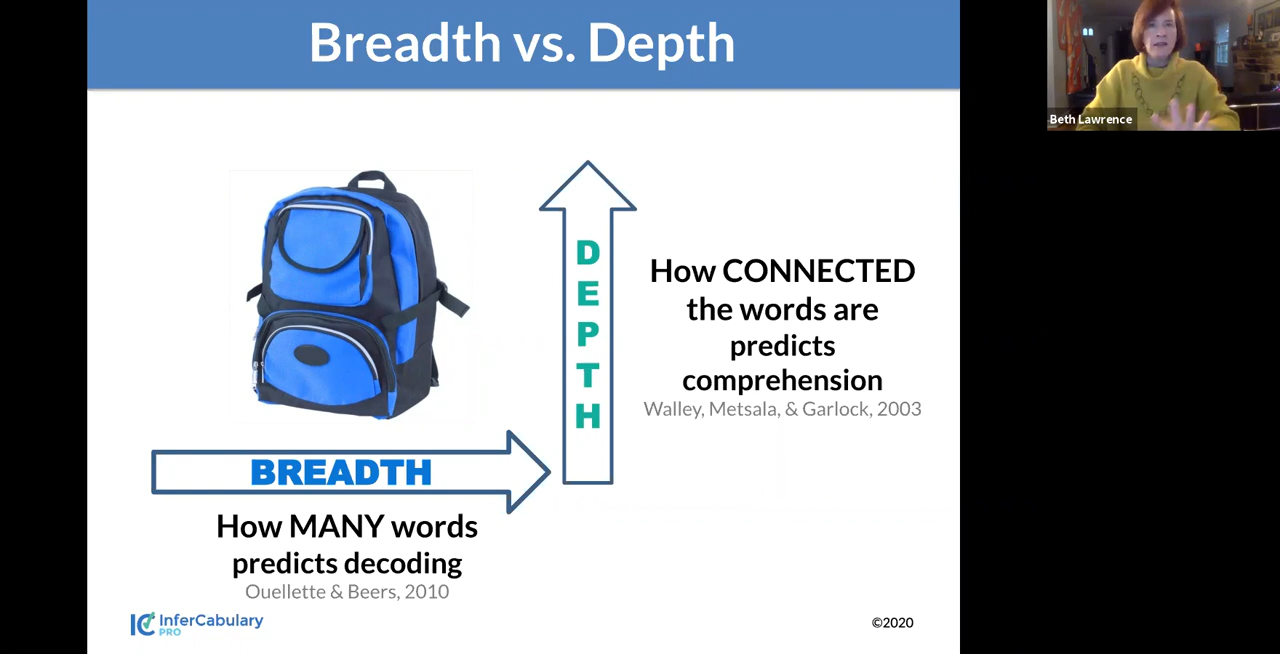 Breadth vs. Depth
Beth Lawrence
DEPTH
How CONNECTED
the words are
predicts
comprehension
Walley, Metsala, & Garlock, 2003
BREADTH
How MANY words
predicts decoding
Ouellette & Beers, 2010
IC InferCabulary
PRO
©2020